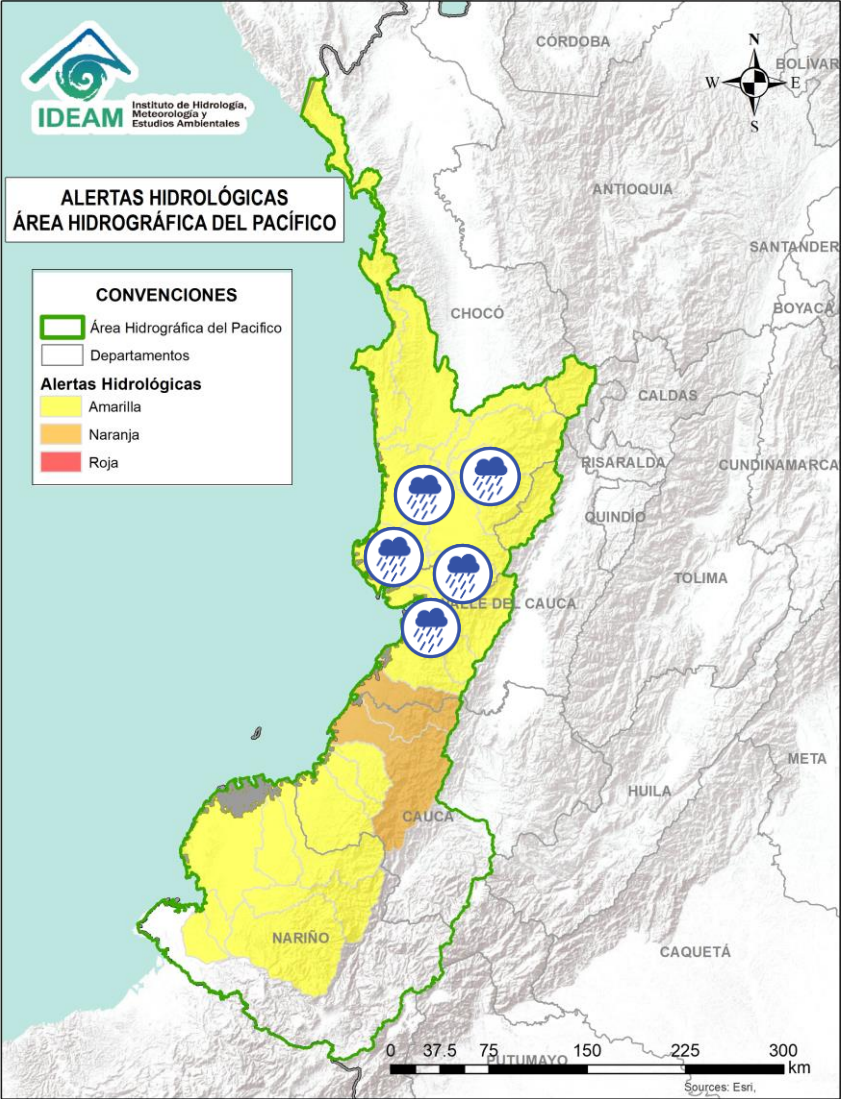 IDEAM
Instituto de Hidrología,
Meteorología y
Estudios Ambientales
ALERTAS HIDROLÓGICAS
ÁREA HIDROGRÁFICA DEL PACÍFICO
CONVENCIONES
Área Hidrográfica del Pacifico
Departamentos
Alertas Hidrológicas
Amarilla
Naranja
Roja
N
W E
S
CÓRDOBA
BOLÍVAR
ANTIOQUIA
SANTANDER
CHOCÓ
BOYACÁ
CALDAS
RISARALDA
CUNDINAMARCA
QUINDÍO
TOLIMA
VALLE DEL CAUCA
META
HUILA
CAUCA
NARIÑO
CAQUETÁ
PUTUMAYO
0 37.5 75 150 225 300
km
Sources: Esri,